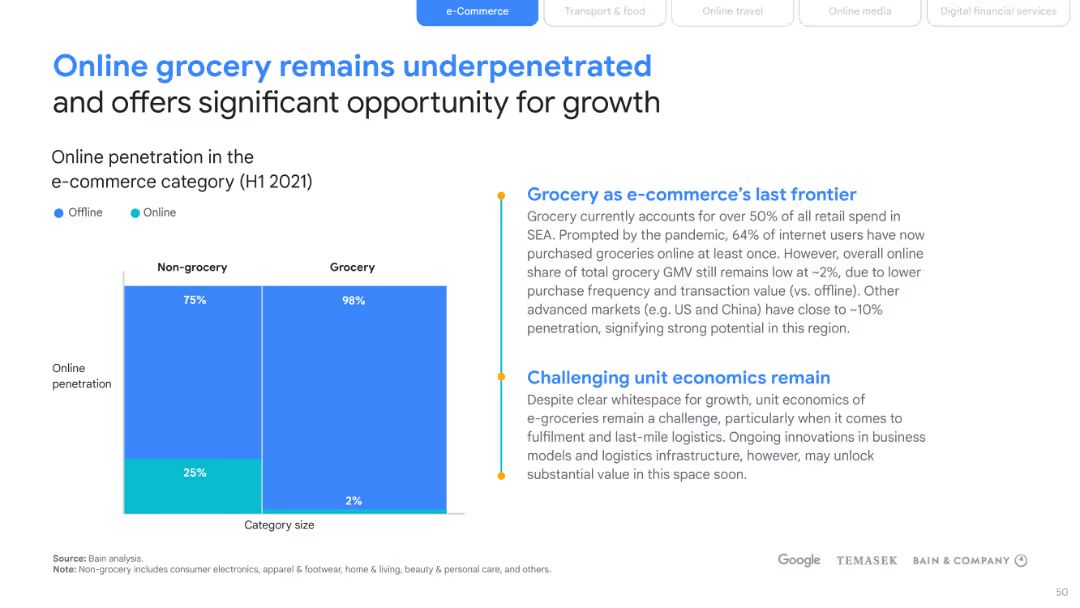 e-Commerce
Transport & food
Online travel
Online media
Digital financial services
Online grocery remains underpenetrated
and offers significant opportunity for growth
Online penetration in the
e-commerce category (H1 2021)
Offline
Online
Non-grocery
Grocery
75%
98%
Online
penetration
25%
2%
Category size
Grocery as e-commerce's last frontier
Grocery currently accounts for over 50% of all retail spend in
SEA. Prompted by the pandemic, 64% of internet users have now
purchased groceries online at least once. However, overall online
share of total grocery GMV still remains low at ~2%, due to lower
purchase frequency and transaction value (vs. offline). Other
advanced markets (e.g. US and China) have close to ~10%
penetration, signifying strong potential in this region.
Challenging unit economics remain
Despite clear whitespace for growth, unit economics of
e-groceries remain a challenge, particularly when it comes to
fulfilment and last-mile logistics. Ongoing innovations in business
models and logistics infrastructure, however, may unlock
substantial value in this space soon.
Source: Bain analysis.
Note: Non-grocery includes consumer electronics, apparel & footwear, home & living, beauty & personal care, and others.
Google
TEMASEK
BAIN & COMPANY
50